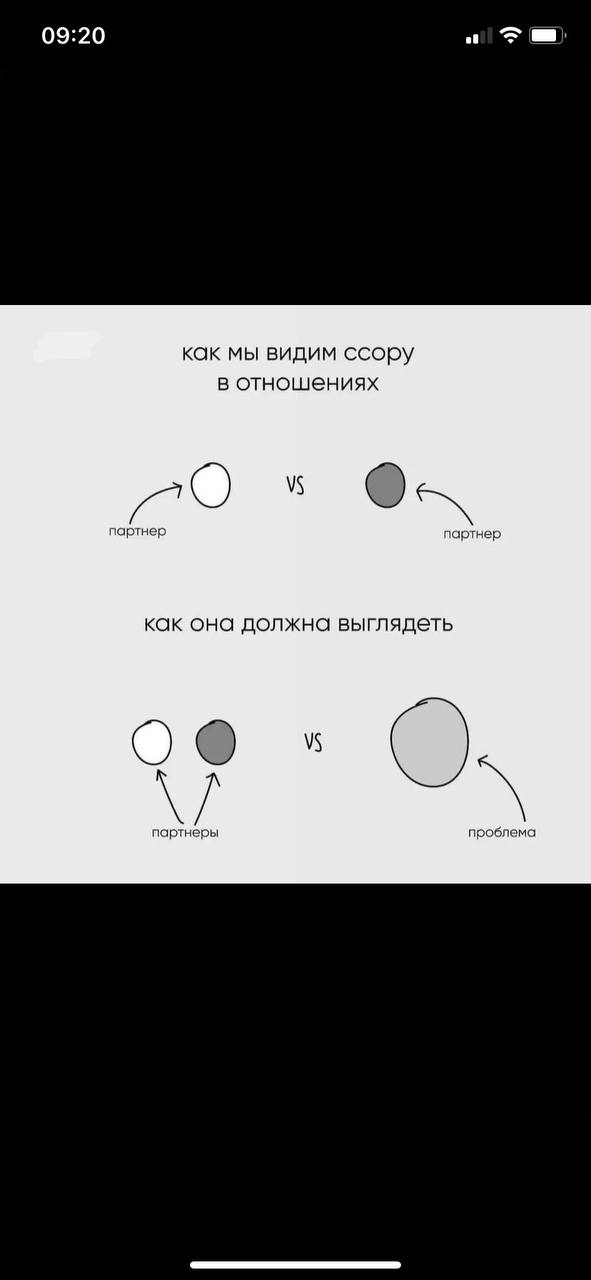 09:20
как мы видим ссору
в отношениях
vs
партнер
партнер
как она должна выглядеть
vs
партнеры
проблема